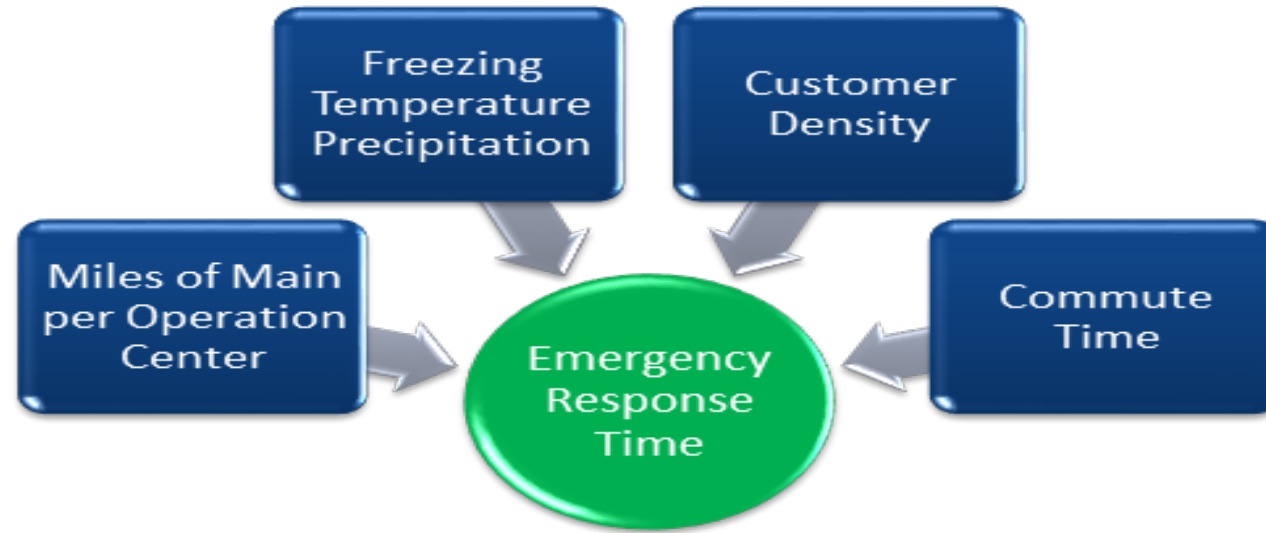 Freezing
Temperature
Precipitation
Customer
Density
Miles of Main
per Operation
Center
Commute
Time
Emergency
Response
Time